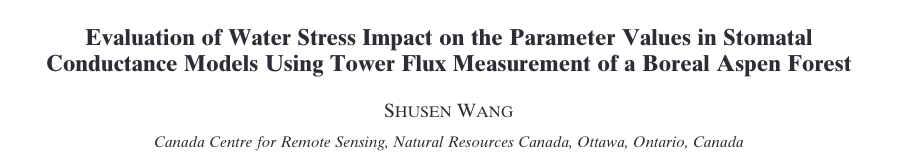 Evaluation of Water Stress Impact on the Parameter Values in Stomatal
Conductance Models Using Tower Flux Measurement of a Boreal Aspen Forest
SHUSEN WANG
Canada Centre for Remote Sensing, Natural Resources Canada, Ottawa, Ontario, Canada